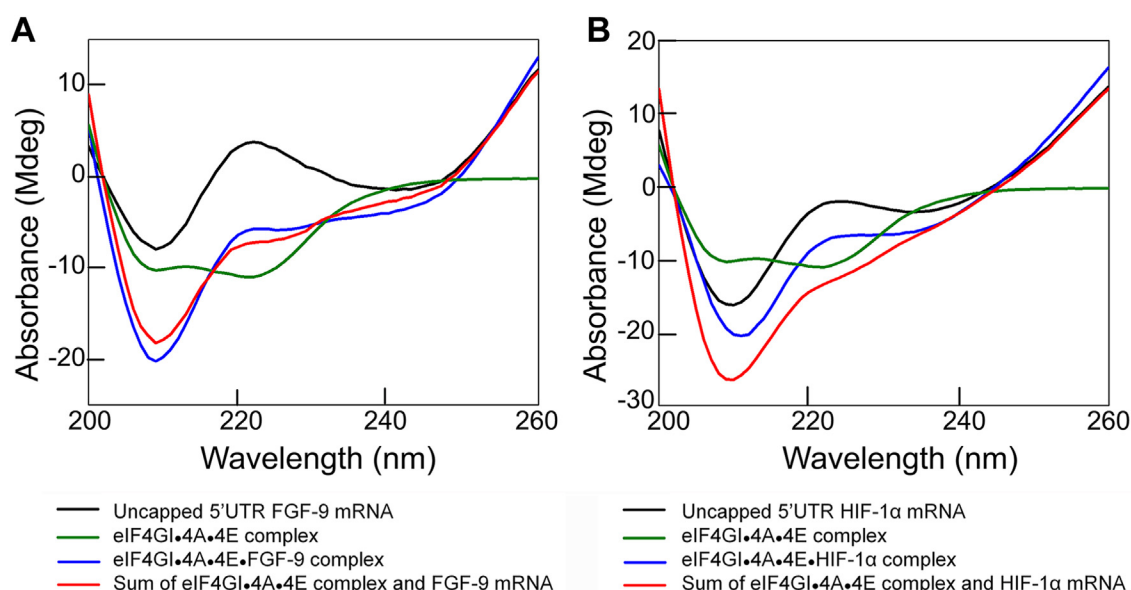 A
Absorbance (Mdeg)
10
0
-10
-20
200
220
240
260
Wavelength (nm)
Uncapped 5'UTR FGF-9 mRNA
eIF4GI•4A•4E complex
eIF4GI•4A•4E•FGF-9 complex
Sum of eIF4GI•4A•4E complex and FGF-9 mRNA
B
Absorbance (Mdeg)
20
10
0
-10
-20
-30
200
220
240
260
Wavelength (nm)
Uncapped 5'UTR HIF-1α mRNA
eIF4GI•4A•4E complex
eIF4GI•4A•4E•HIF-1α complex
Sum of eIF4GI•4A•4E complex and HIF-1α mRNA